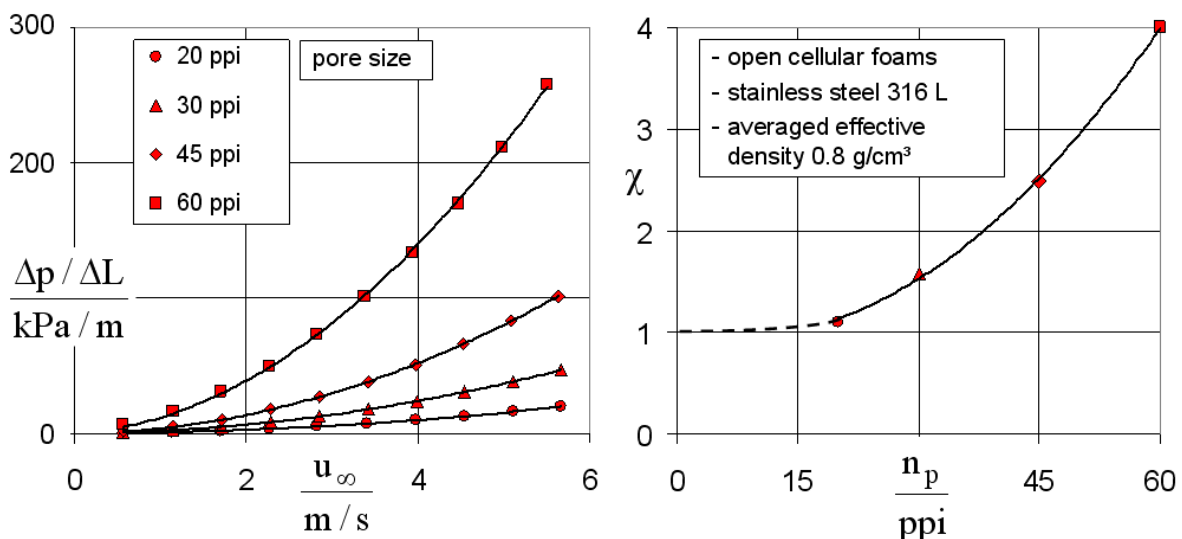 300
200
0
Δp / ΔL
kPa / m
20 ppi
30 ppi
45 ppi
60 ppi
pore size
0
2
4
6
u∞
m / s
4
3
2
1
0
χ
- open cellular foams
- stainless steel 316 L
- averaged effective
density 0.8 g/cm³
0
15
45
60
n p
ppi